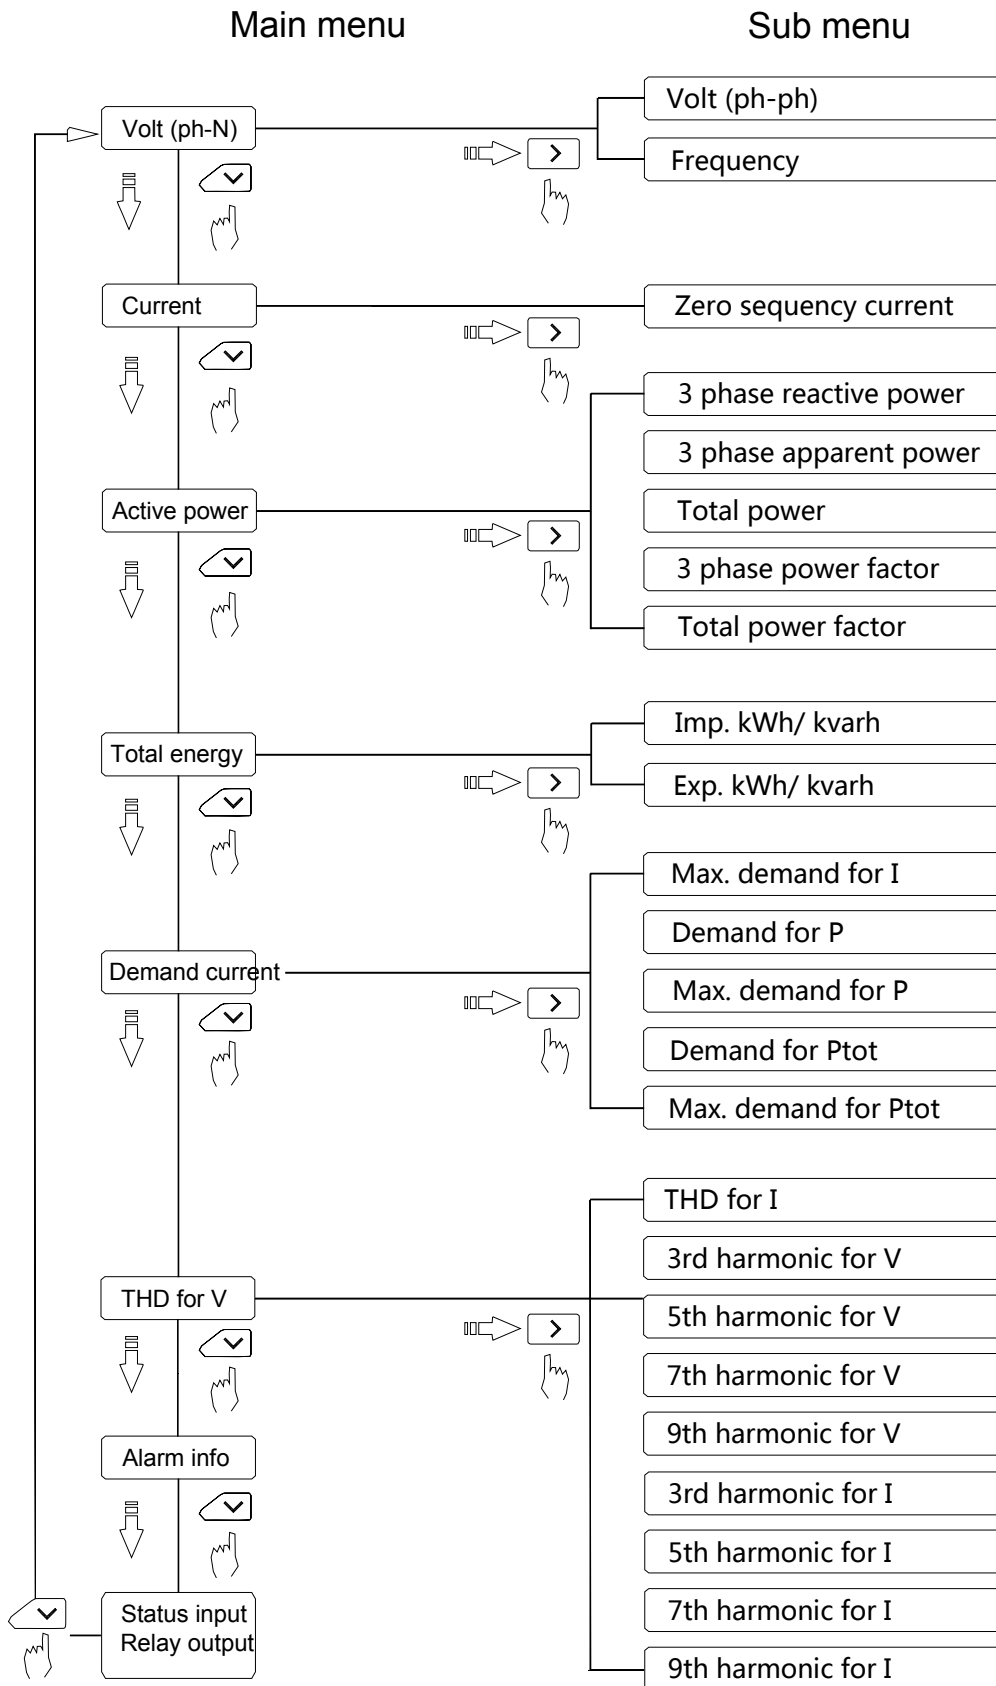 Main menu
Sub menu
Volt (ph-N)
Volt (ph-ph)
Frequency
Current
Zero sequency current
Active power
3 phase reactive power
3 phase apparent power
Total power
3 phase power factor
Total power factor
Total energy
Imp. kWh/ kvarh
Exp. kWh/ kvarh
Demand current
Max. demand for I
Demand for P
Max. demand for P
Demand for Ptot
Max. demand for Ptot
THD for V
THD for I
3rd harmonic for V
5th harmonic for V
7th harmonic for V
9th harmonic for V
3rd harmonic for I
5th harmonic for I
7th harmonic for I
9th harmonic for I
Alarm info
Status input
Relay output